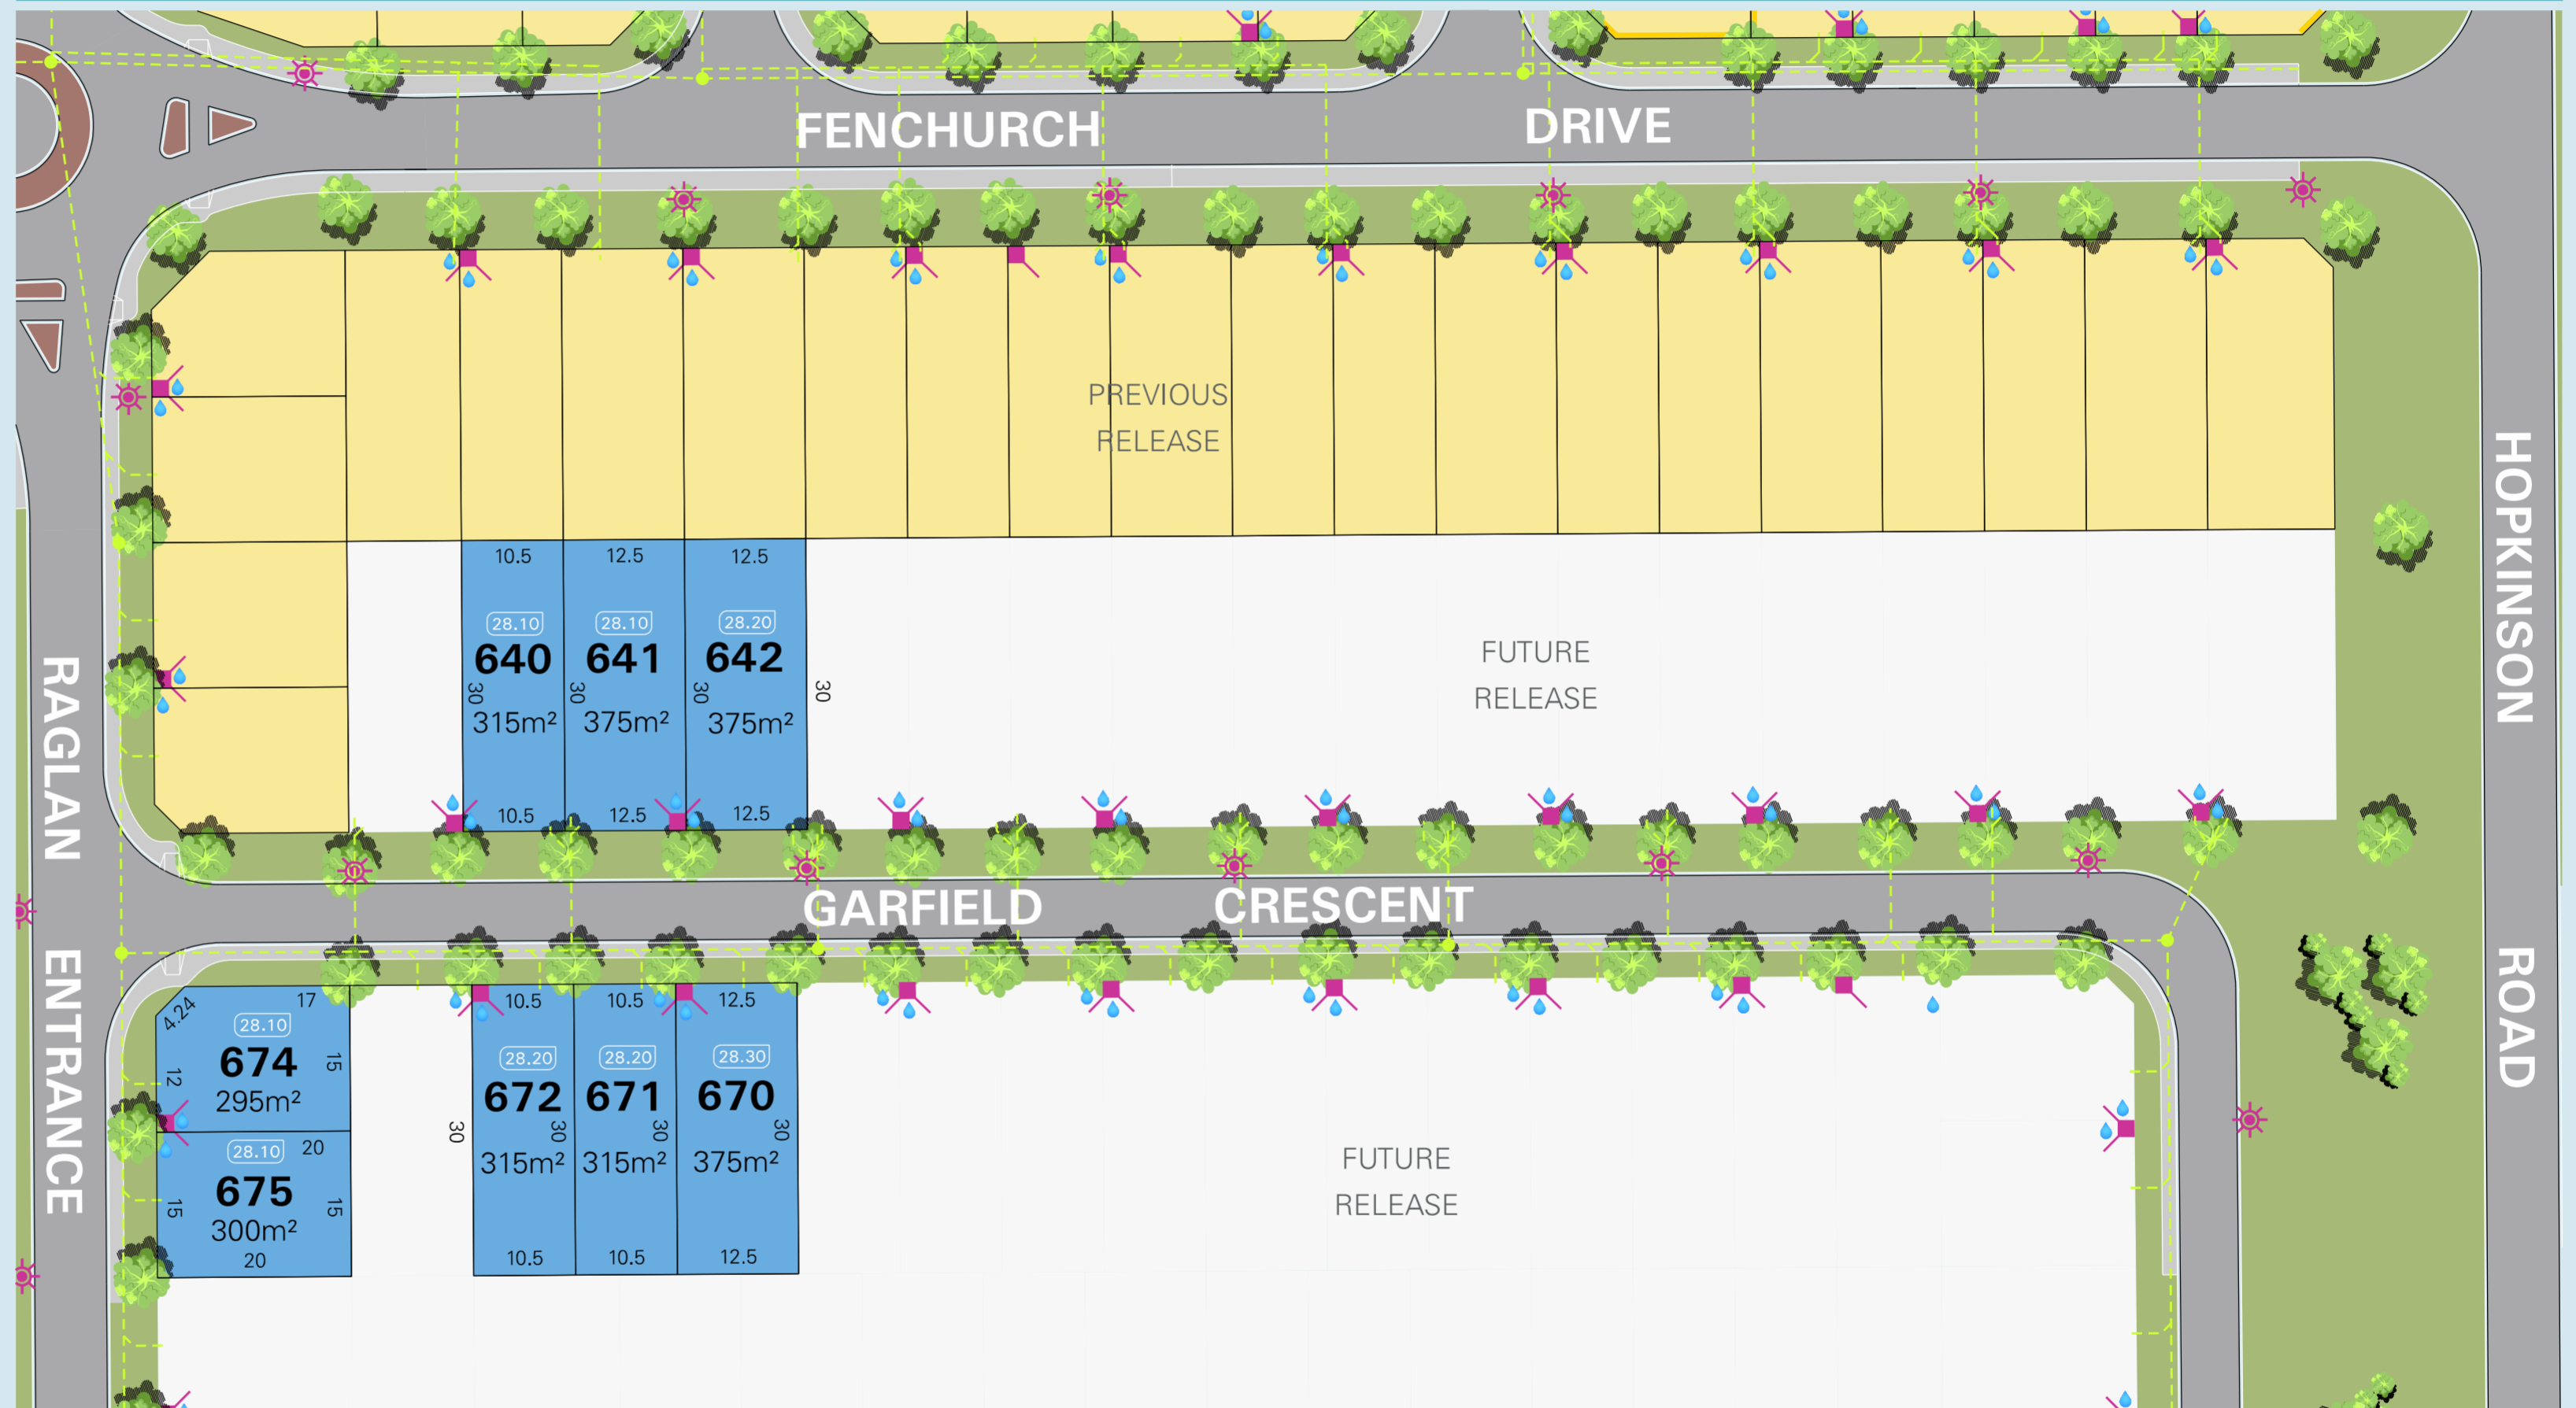 FENCHURCH DRIVE
PREVIOUS
RELEASE
HOPKINSON ROAD
RAGLAN ENTRANCE
10.5
12.5
12.5
28.10
28.10
28.20
640
641
642
30
30
30
30
315m²
375m²
375m²
10.5
12.5
12.5
FUTURE
RELEASE
GARFIELD CRESCENT
4.24
17
28.10
674
12
15
295m²
28.10
20
675
15
15
300m²
20
10.5
10.5
12.5
28.20
28.20
28.30
672
671
670
30
30
30
30
315m²
315m²
375m²
10.5
10.5
12.5
FUTURE
RELEASE